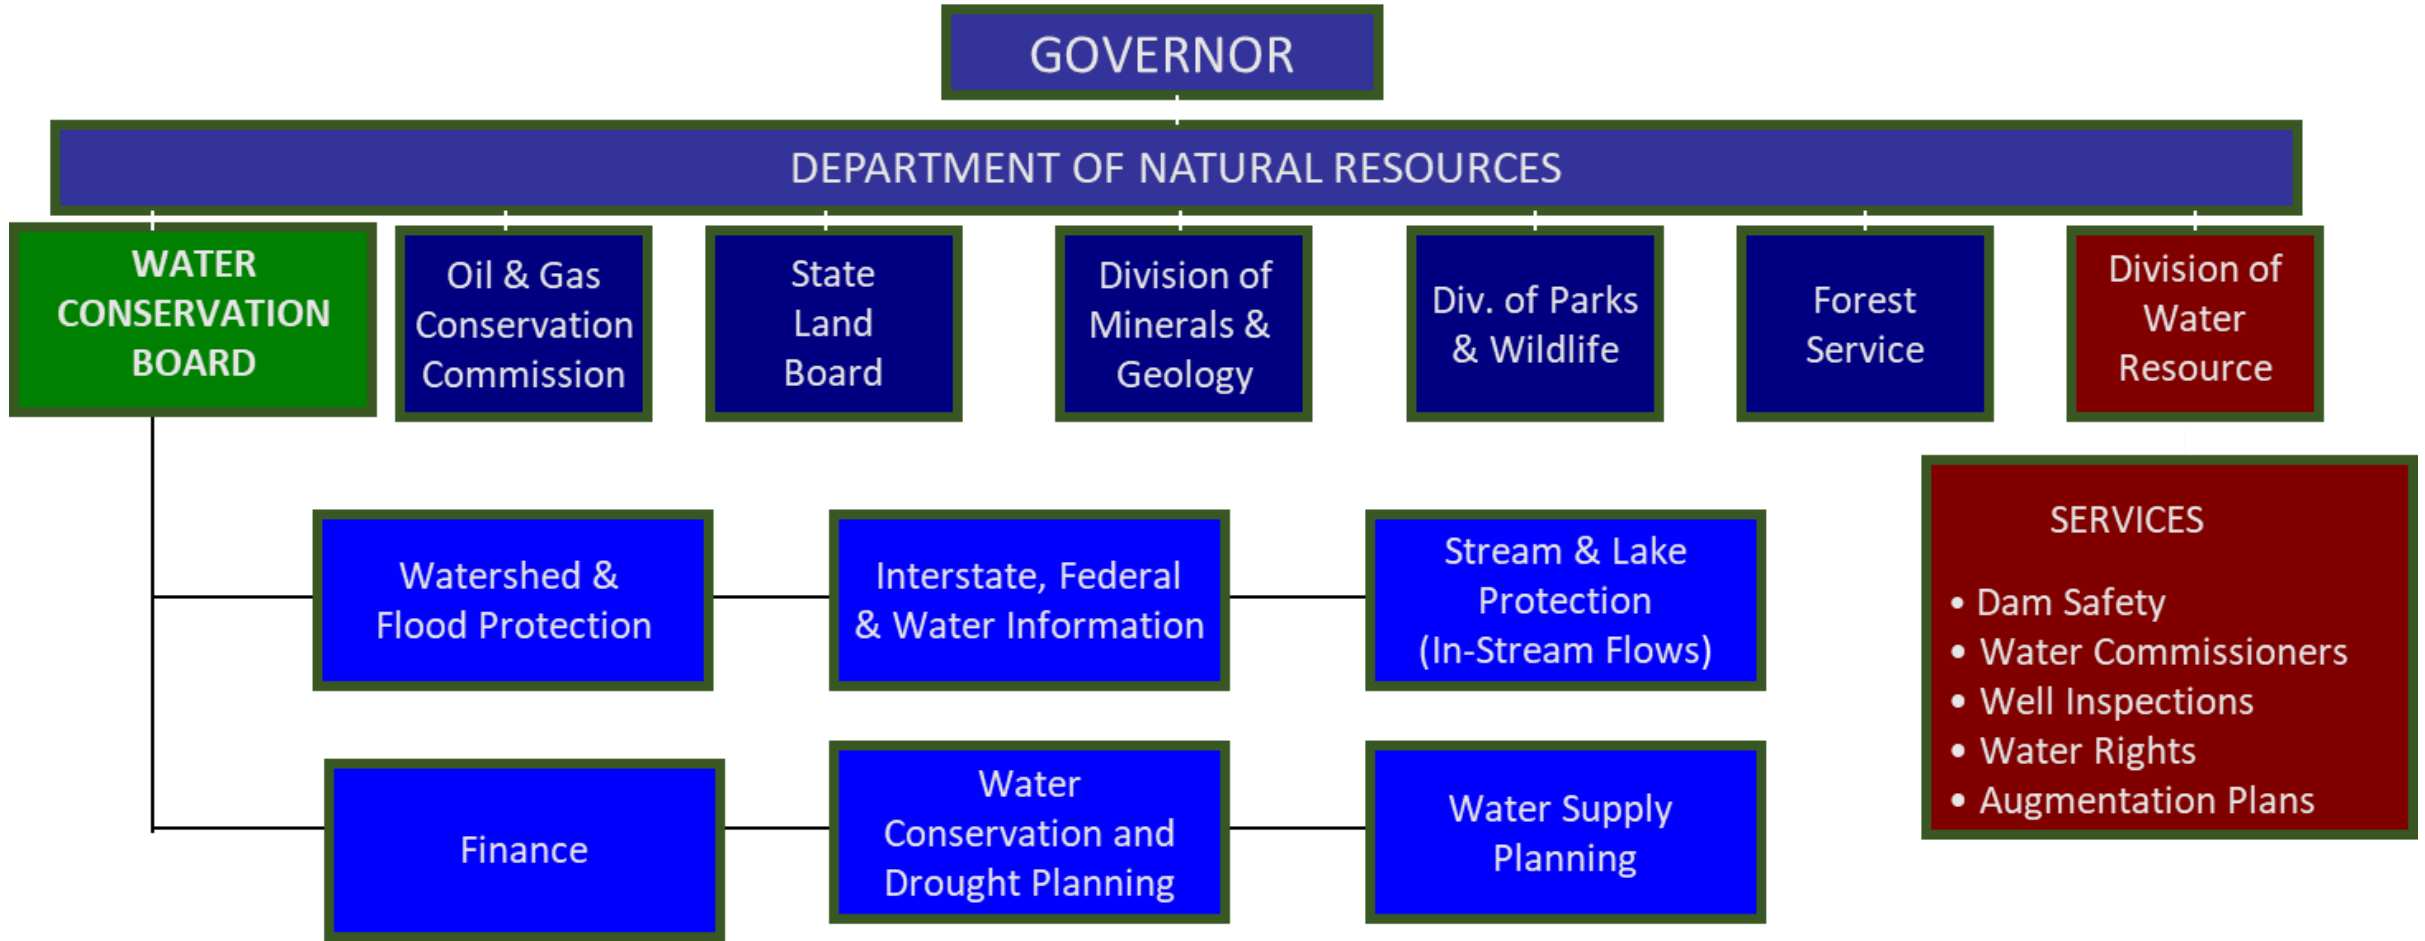 GOVERNOR
DEPARTMENT OF NATURAL RESOURCES
WATER
CONSERVATION
BOARD
Oil & Gas
Conservation
Commission
State
Land
Board
Division of
Minerals &
Geology
Div. of Parks
& Wildlife
Forest
Service
Division of
Water
Resource
Watershed &
Flood Protection
Interstate, Federal
& Water Information
Stream & Lake
Protection
(In-Stream Flows)
Finance
Water
Conservation and
Drought Planning
Water Supply
Planning
SERVICES
• Dam Safety
• Water Commissioners
• Well Inspections
• Water Rights
• Augmentation Plans